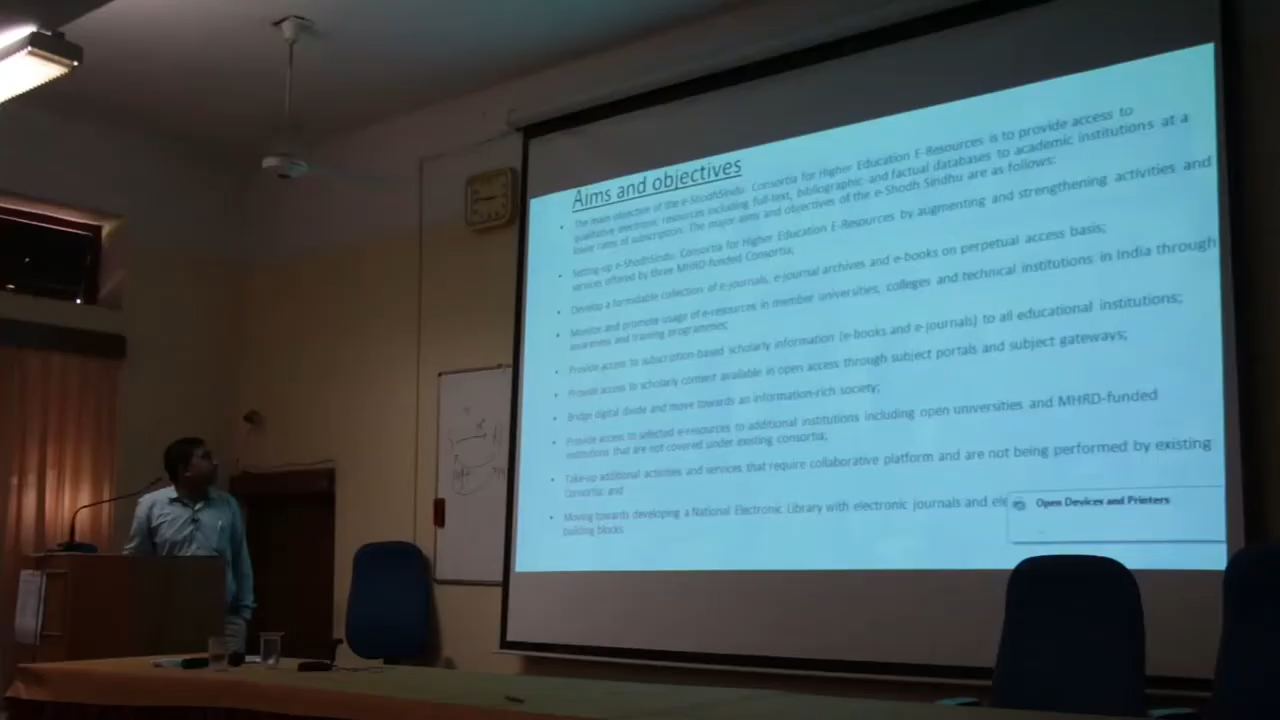 Aims and objectives
• The main objective of the e-ShodhSindu. Consortia for Higher Education E-Resources is to provide access to
qualitative electronic resources including full-text, bibliographic and factual databases to academic institutions at a
lower rates of subscription. The major aims and objectives of the e-Shodh Sindhu are as follows:
• Setting-up e-ShodhSindu. Consortia for Higher Education E-Resources by augmenting and strengthening activities and
services offered by three MHRD-funded Consortia;
• Develop a formidable collection of e-journals, e-journal archives and e-books on perpetual access basis;
• Monitor and promote usage of e-resources in member universities, colleges and technical institutions in India through
awareness and training programmes;
• Provide access to subscription-based scholarly information (e-books and e-journals) to all educational institutions;
• Provide access to scholarly content available in open access through subject portals and subject gateways;
• Bridge digital divide and move towards an information-rich society;
• Provide access to selected e-resources to additional institutions including open universities and MHRD-funded
institutions that are not covered under existing consortia;
• Take-up additional activities and services that require collaborative platform and are not being performed by existing
Consortia; and
• Moving towards developing a National Electronic Library with electronic journals and ele
building blocks
Open Devices and Printers